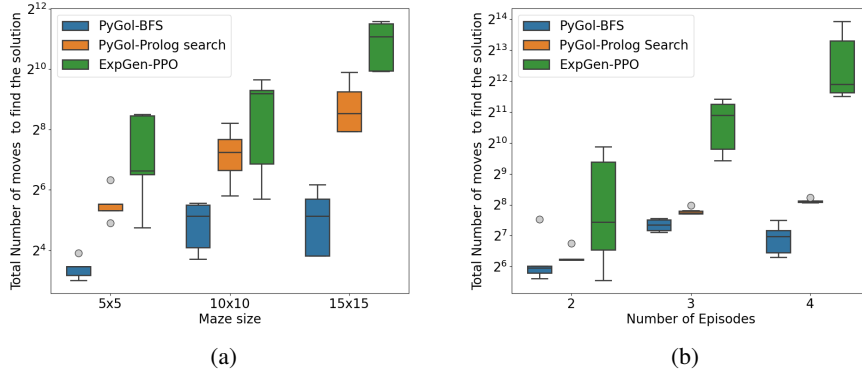 Total Number of moves to find the solution
2^12
2^10
2^8
2^6
2^4
PyGol-BFS
PyGol-Prolog search
ExpGen-PPO
5x5
10x10
15x15
Maze size
(a)
Total Number of moves to find the solution
2^14
2^13
2^12
2^11
2^10
2^9
2^8
2^7
2^6
PyGol-BFS
PyGol-Prolog Search
ExpGen-PPO
2
3
4
Number of Episodes
(b)